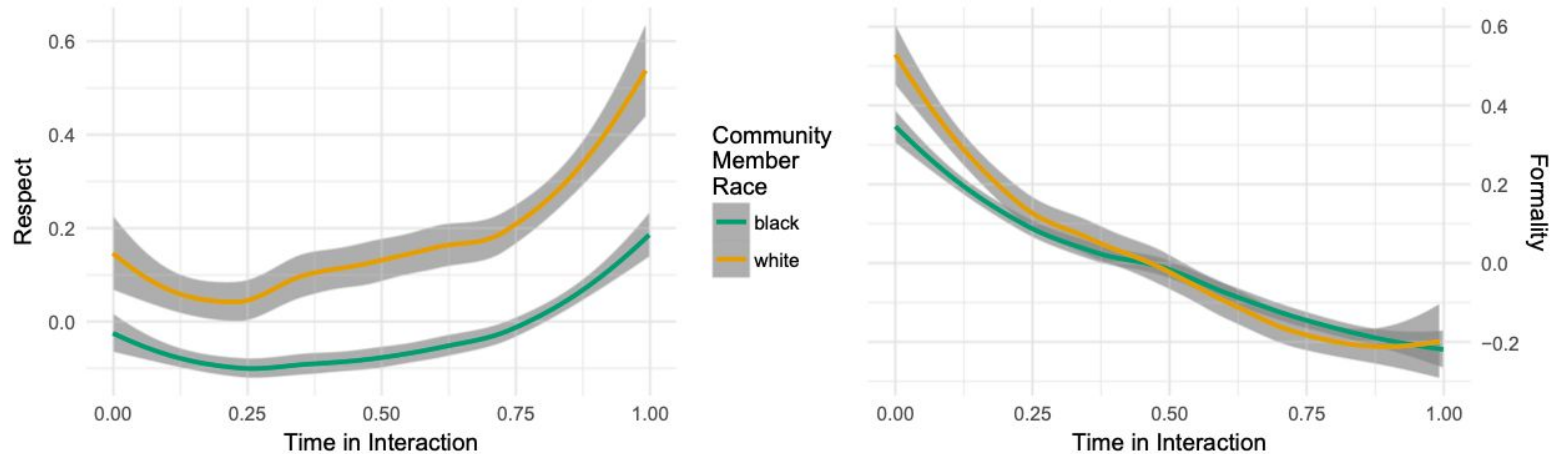 Respect
0.6
0.4
0.2
0.0
0.00 0.25 0.50 0.75 1.00
Time in Interaction
Community
Member
Race
black
white
0.6
0.4
0.2
0.0
−0.2
Formality
0.00 0.25 0.50 0.75 1.00
Time in Interaction